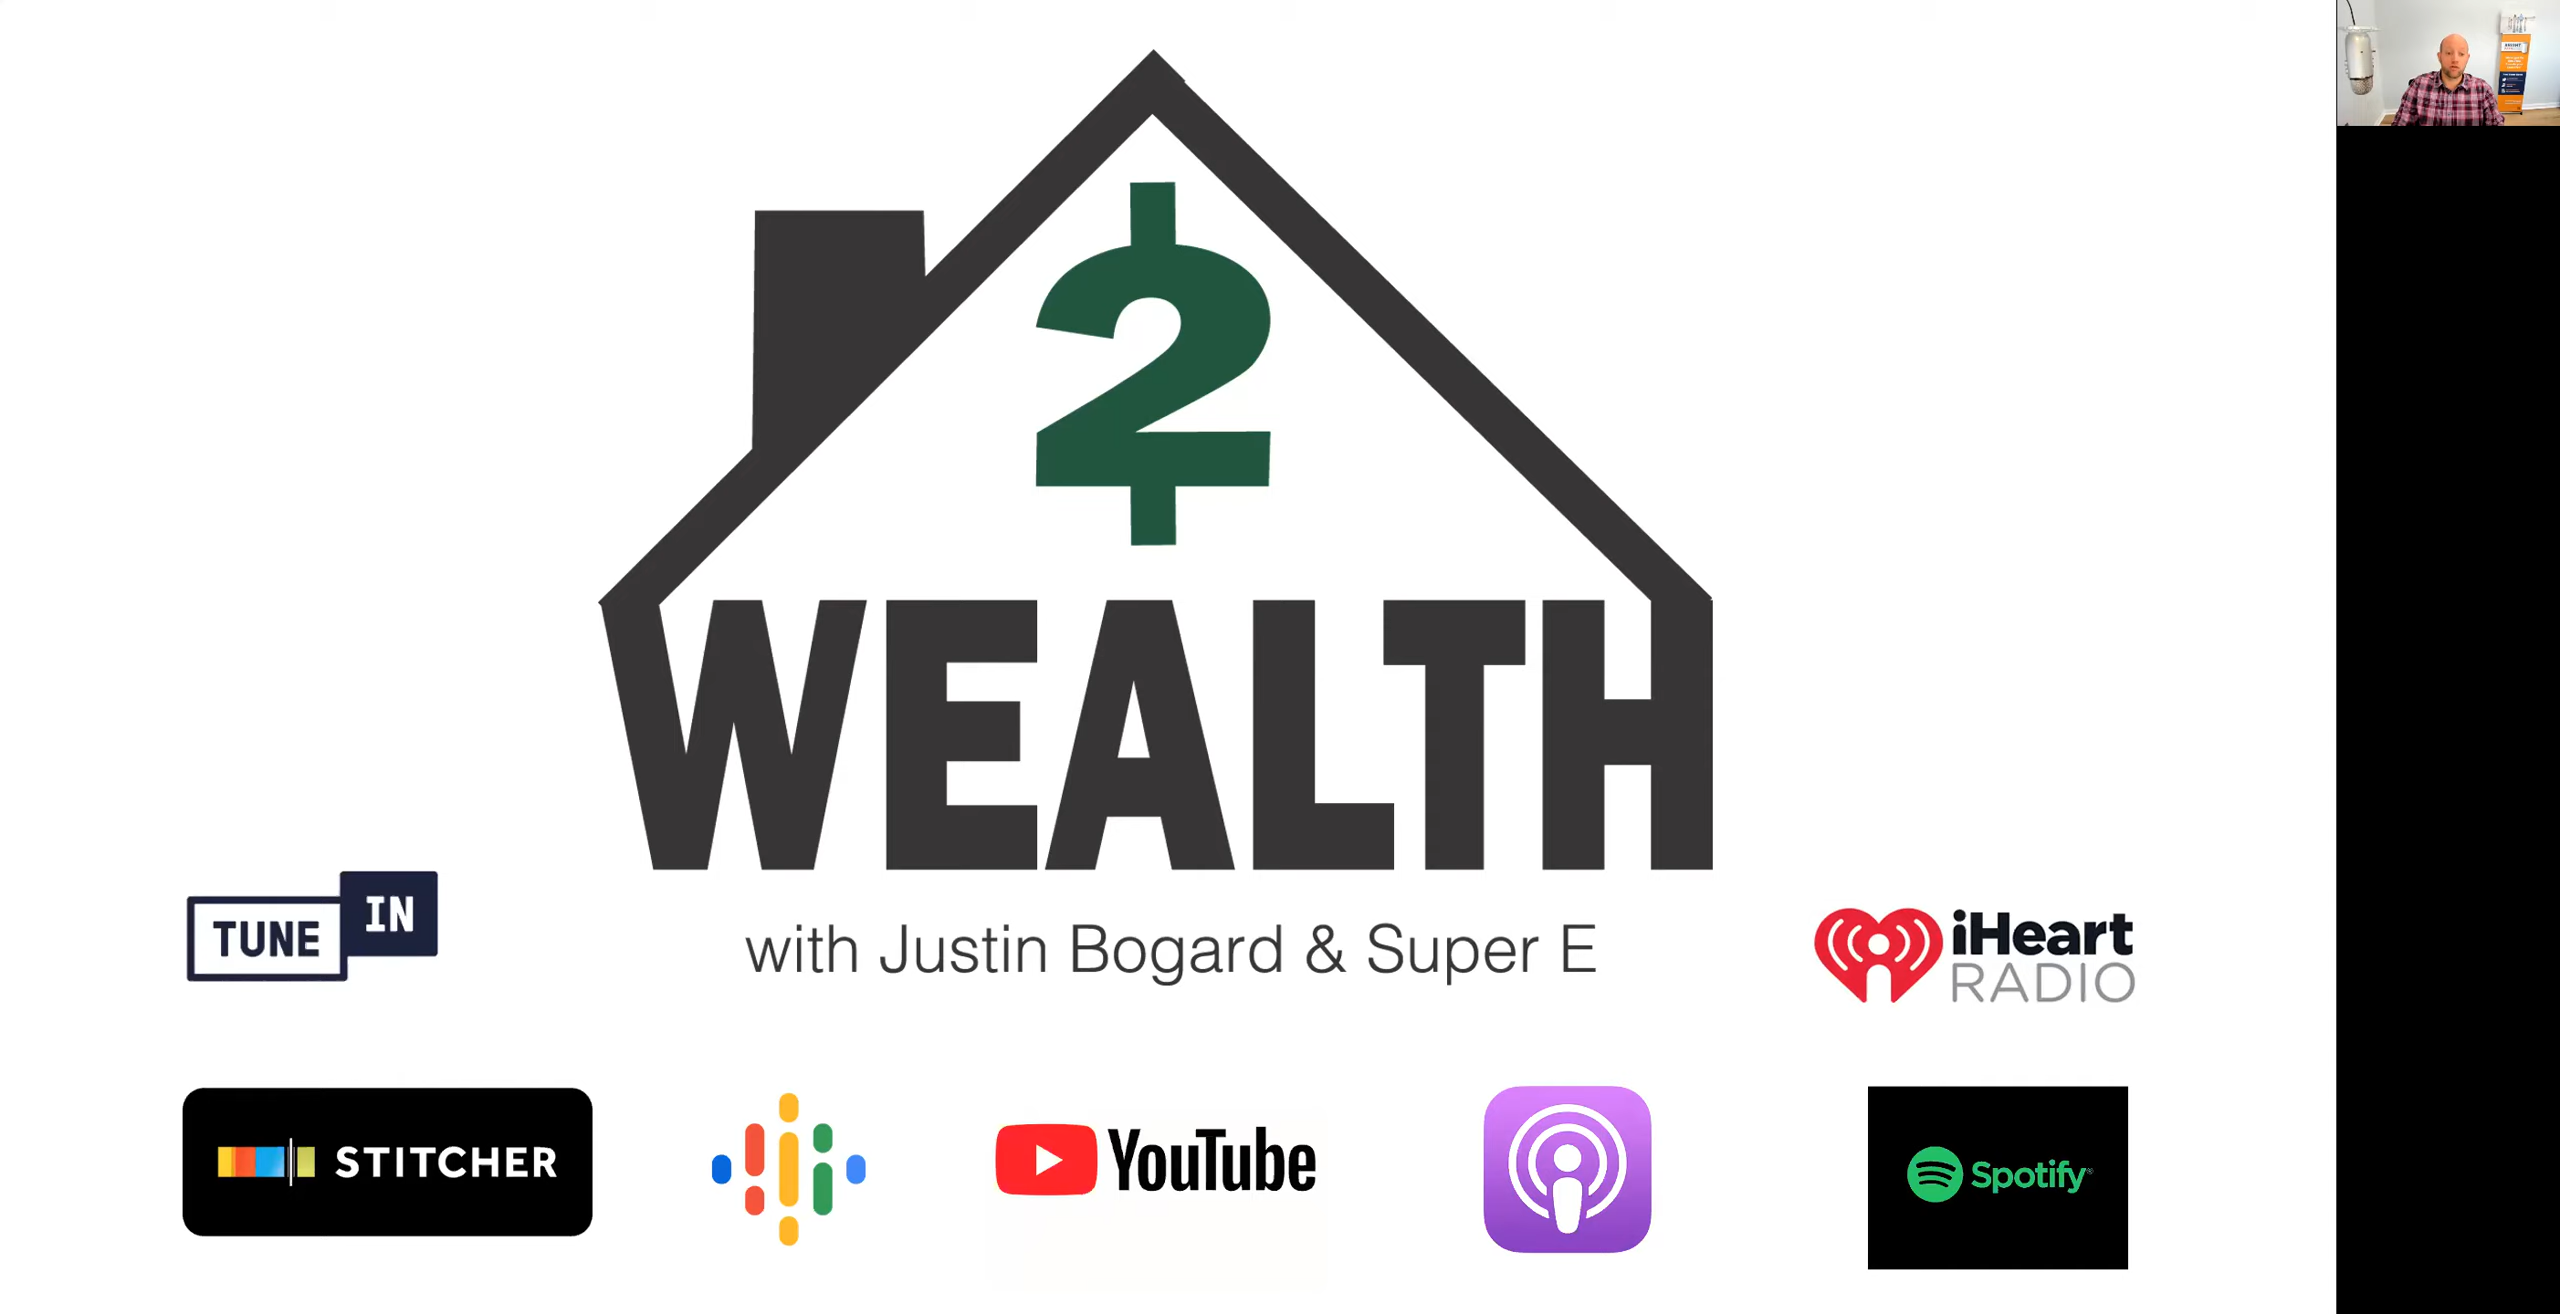 2
WEALTH
with Justin Bogard & Super E
TUNE IN
iHeart
RADIO
STITCHER
YouTube
Spotify